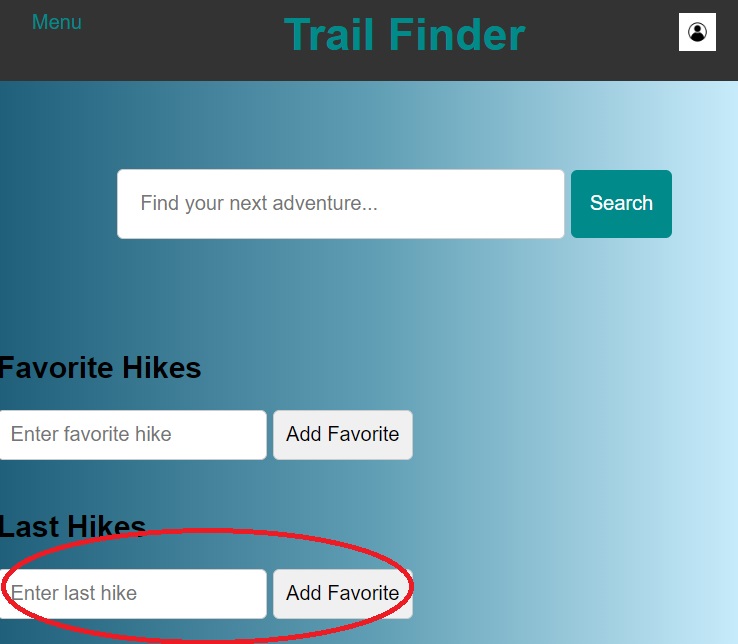 Menu
Trail Finder
Find your next adventure...
Search
Favorite Hikes
Enter favorite hike
Add Favorite
Last Hikes
Enter last hike
Add Favorite